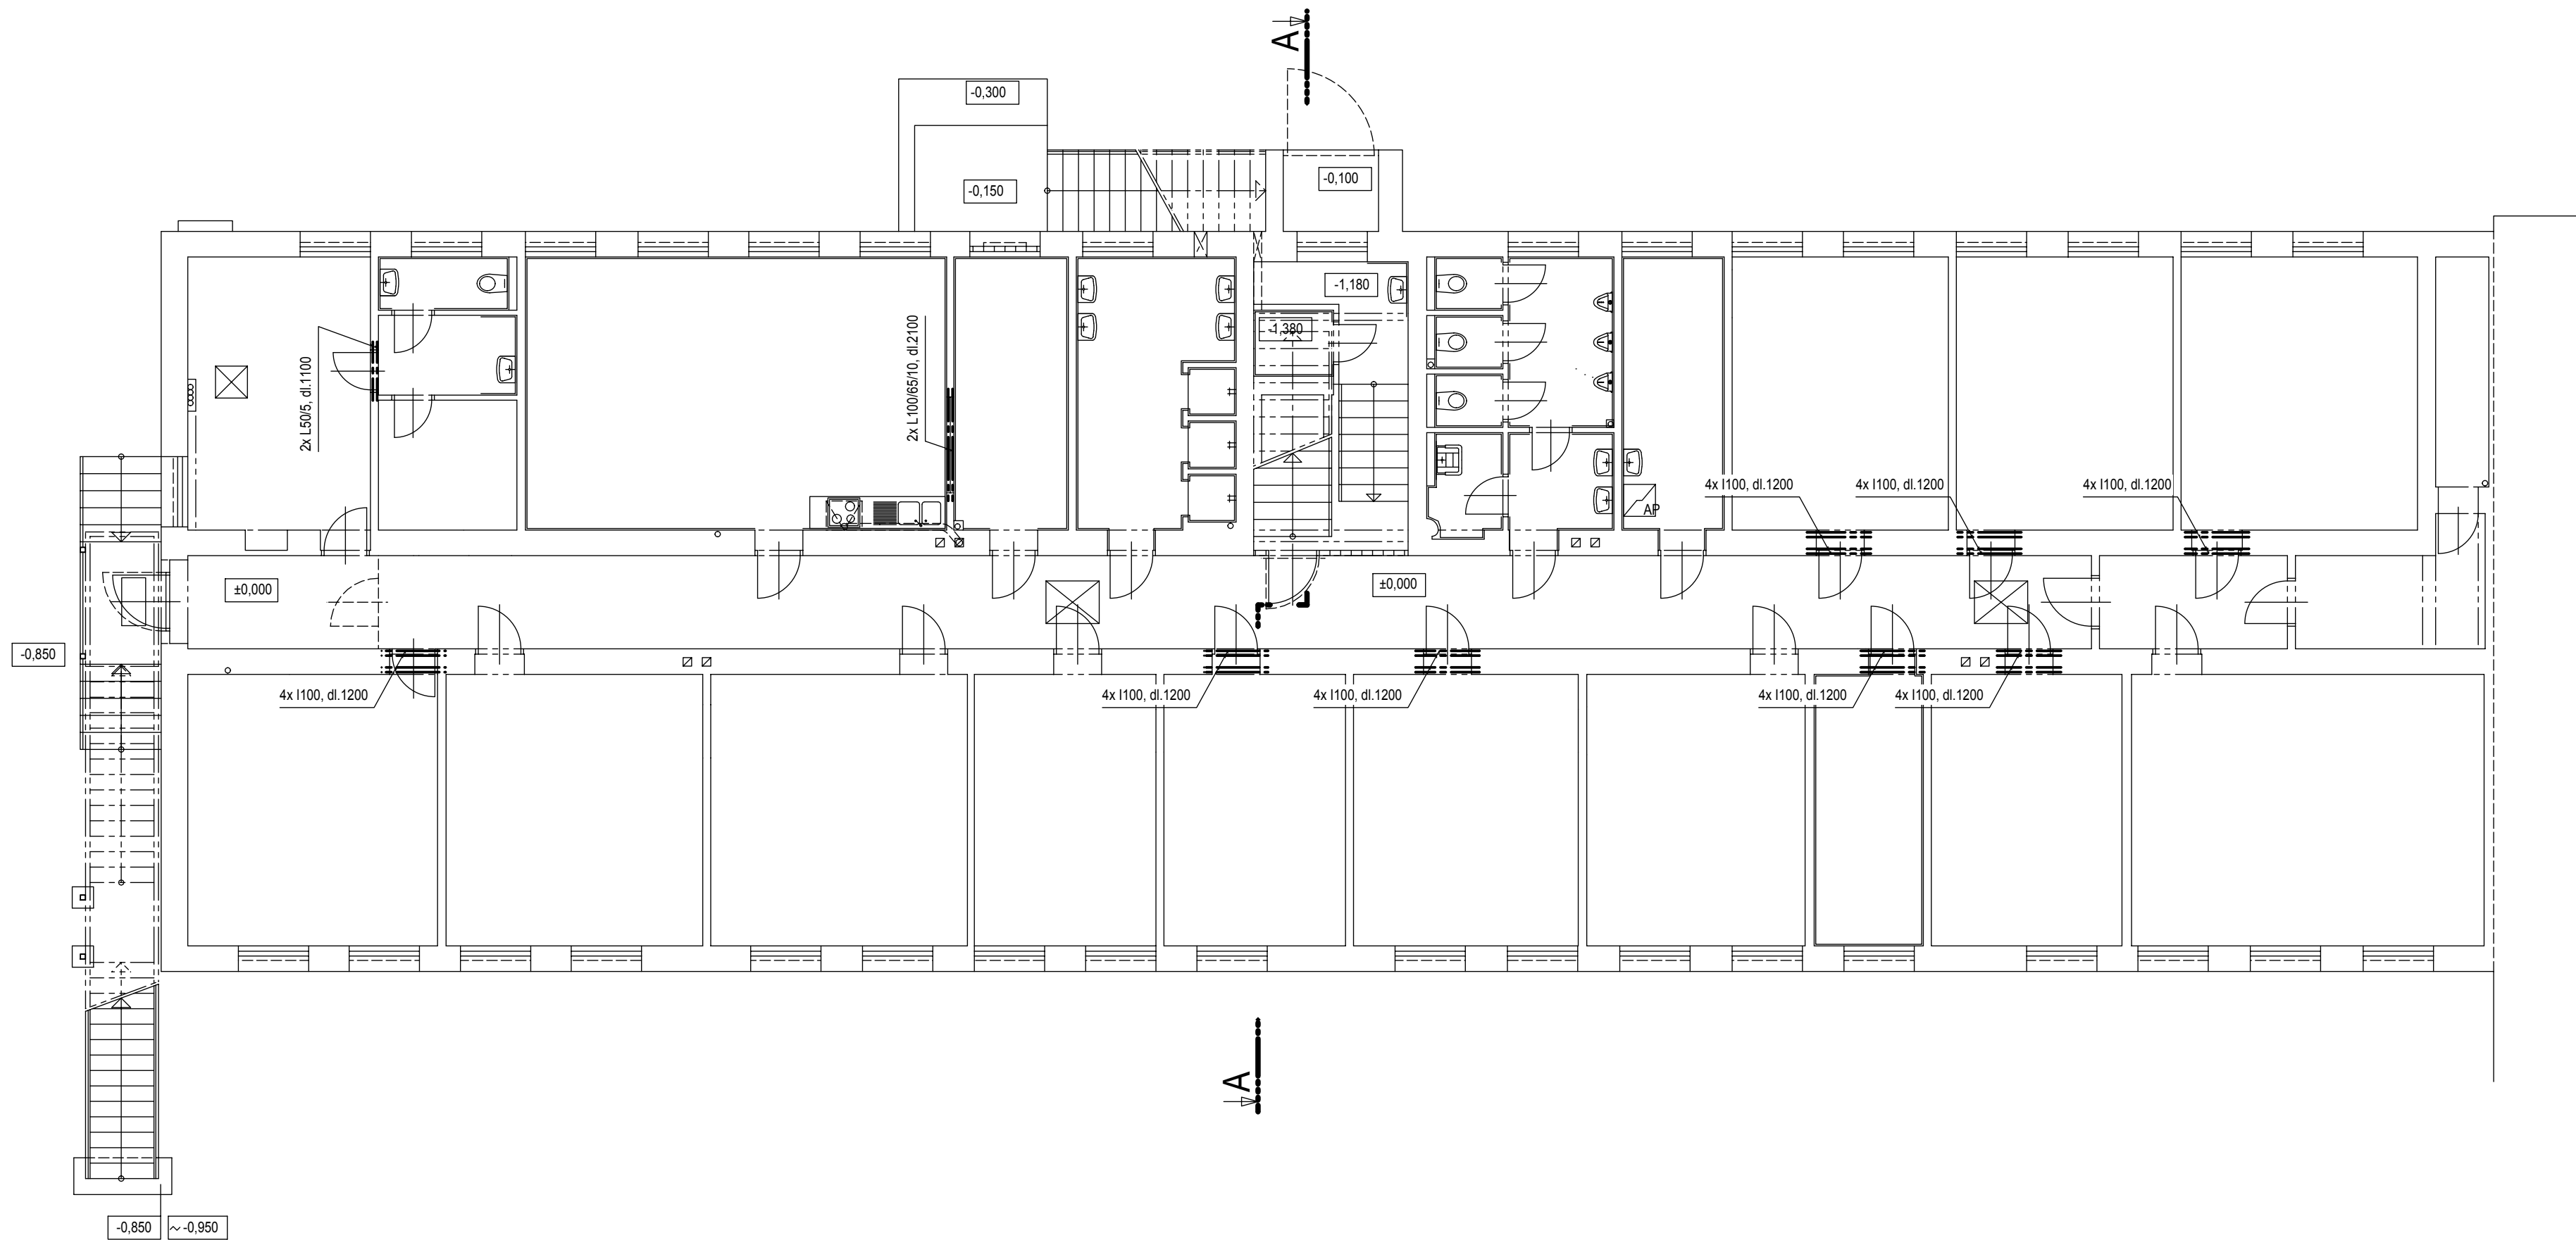 A
-0,300
-0,100
-0,150
-1,180
-1,380
2x L50/5, dl.1100
2x L100/65/10, dl.2100
4x I100, dl.1200
4x I100, dl.1200
4x I100, dl.1200
AP
±0,000
±0,000
-0,850
4x I100, dl.1200
4x I100, dl.1200
4x I100, dl.1200
4x I100, dl.1200
4x I100, dl.1200
A
-0,850
~ -0,950